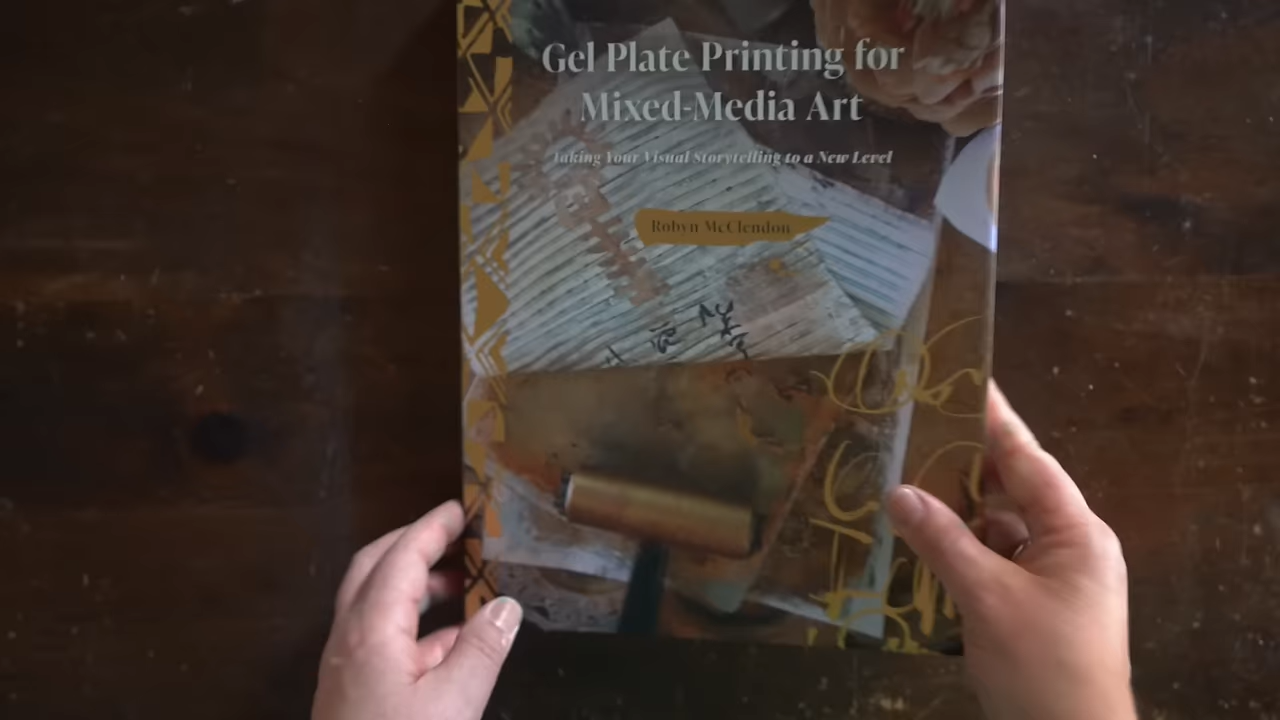 Gel Plate Printing for
Mixed-Media Art
Taking Your Visual Storytelling to a New Level
Robyn McClendon